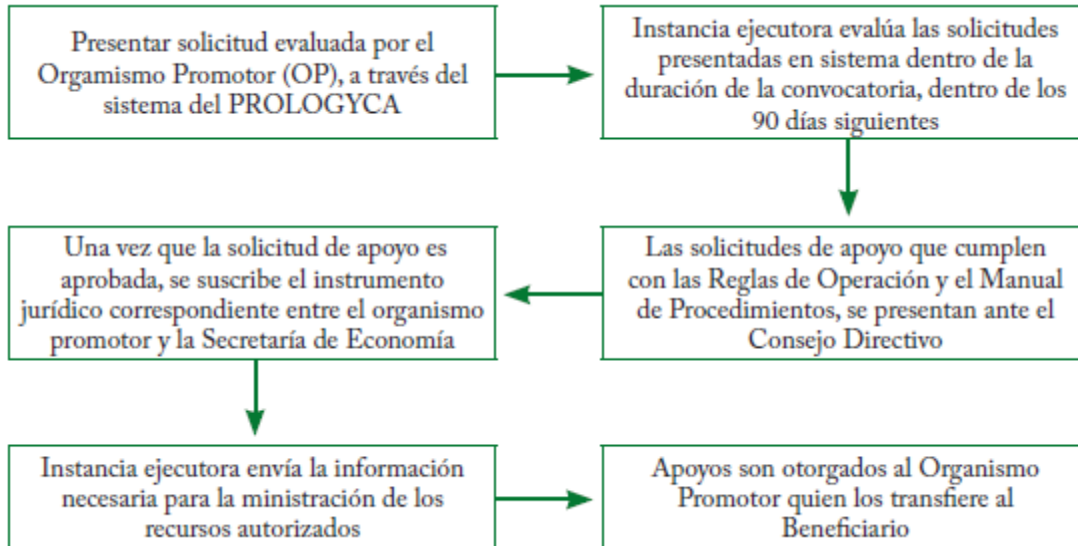 Presentar solicitud evaluada por el
Orgamismo Promotor (OP), a través del
sistema del PROLOGYCA
Instancia ejecutora evalúa las solicitudes
presentadas en sistema dentro de la
duración de la convocatoria, dentro de los
90 días siguientes
Las solicitudes de apoyo que cumplen
con las Reglas de Operación y el Manual
de Procedimientos, se presentan ante el
Consejo Directivo
Una vez que la solicitud de apoyo es
aprobada, se suscribe el instrumento
jurídico correspondiente entre el organismo
promotor y la Secretaría de Economía
Instancia ejecutora envía la información
necesaria para la ministración de los
recursos autorizados
Apoyos son otorgados al Organismo
Promotor quien los transfiere al
Beneficiario